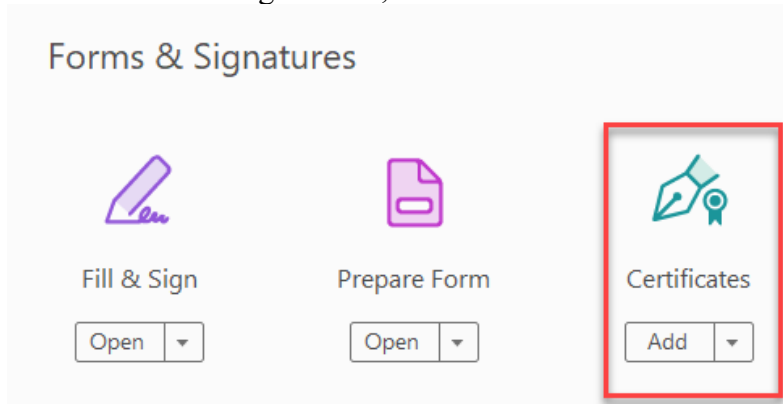 Forms & Signatures
Fill & Sign
Prepare Form
Certificates
Open
Open
Add